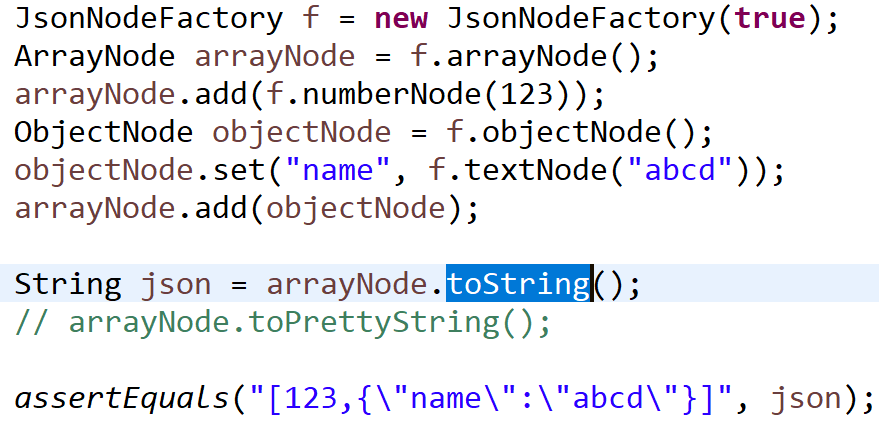 JsonNodeFactory f = new JsonNodeFactory(true);
ArrayNode arrayNode = f.arrayNode();
arrayNode.add(f.numberNode(123));
ObjectNode objectNode = f.objectNode();
objectNode.set("name", f.textNode("abcd"));
arrayNode.add(objectNode);
String json = arrayNode.toString();
// arrayNode.toPrettyString();
assertEquals("[123,{\"name\":\"abcd\"}]", json);